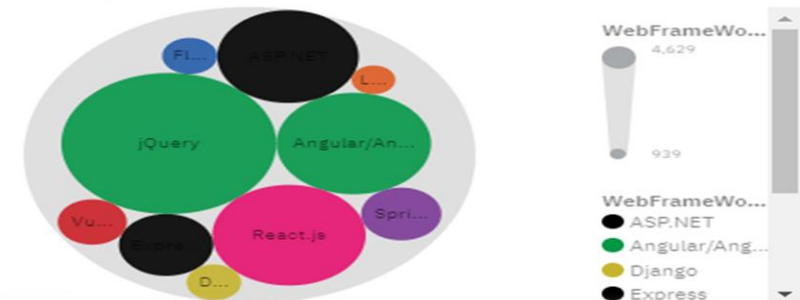 Fl...
ASP.NET
L...
jQuery
Angular/An...
Vu...
Expre...
React.js
Spri...
D...
WebFrameWo...
4,629
939
WebFrameWo...
ASP.NET
Angular/Ang...
Django
Express